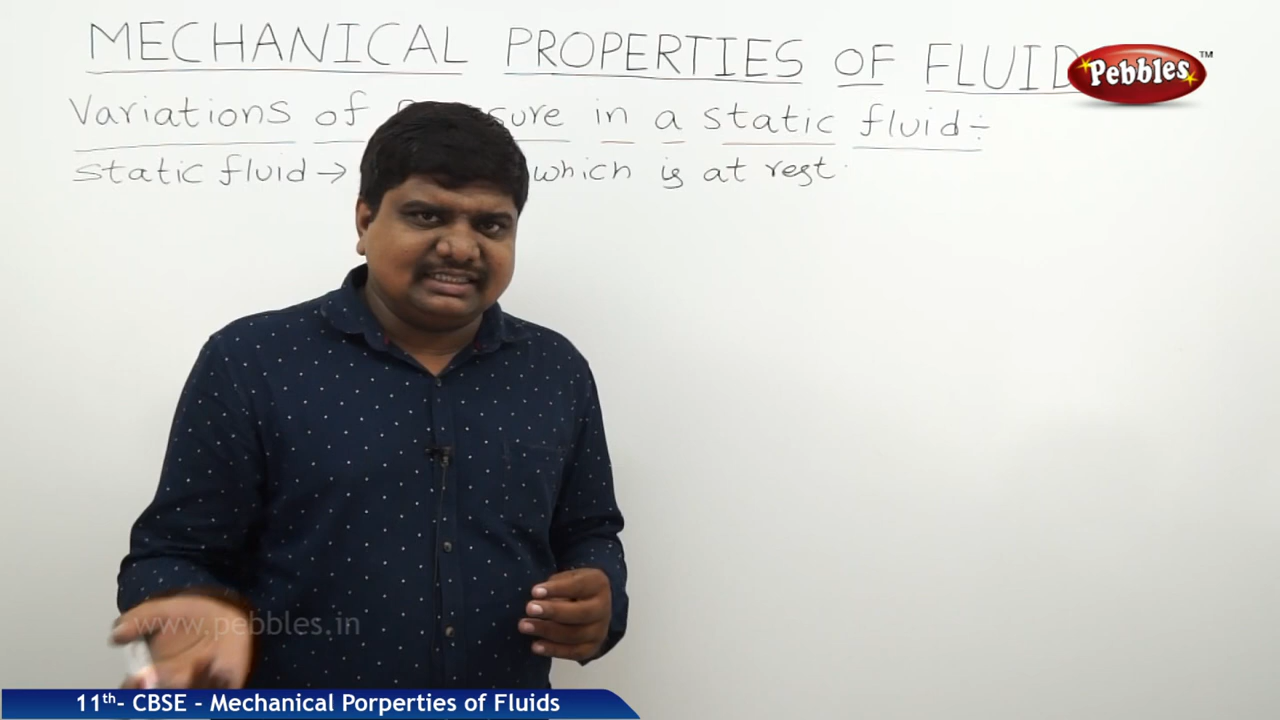 MECHANICAL PROPERTIES OF FLUID
Pebbles™
Variations of sure in a static fluid:-
static fluid → which is at rest.
www.pebbles.in
11th- CBSE - Mechanical Porperties of Fluids